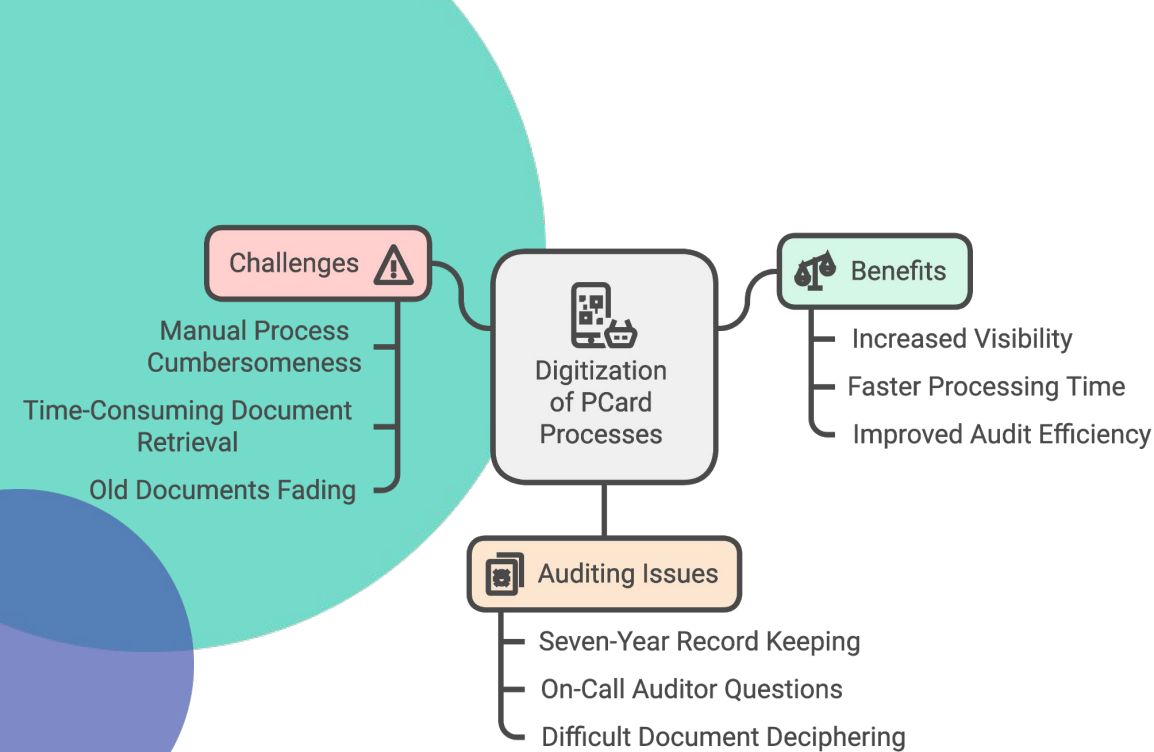 Challenges
Manual Process
Cumbersomeness
Time-Consuming Document
Retrieval
Old Documents Fading
Digitization
of PCard
Processes
Benefits
Increased Visibility
Faster Processing Time
Improved Audit Efficiency
Auditing Issues
Seven-Year Record Keeping
On-Call Auditor Questions
Difficult Document Deciphering